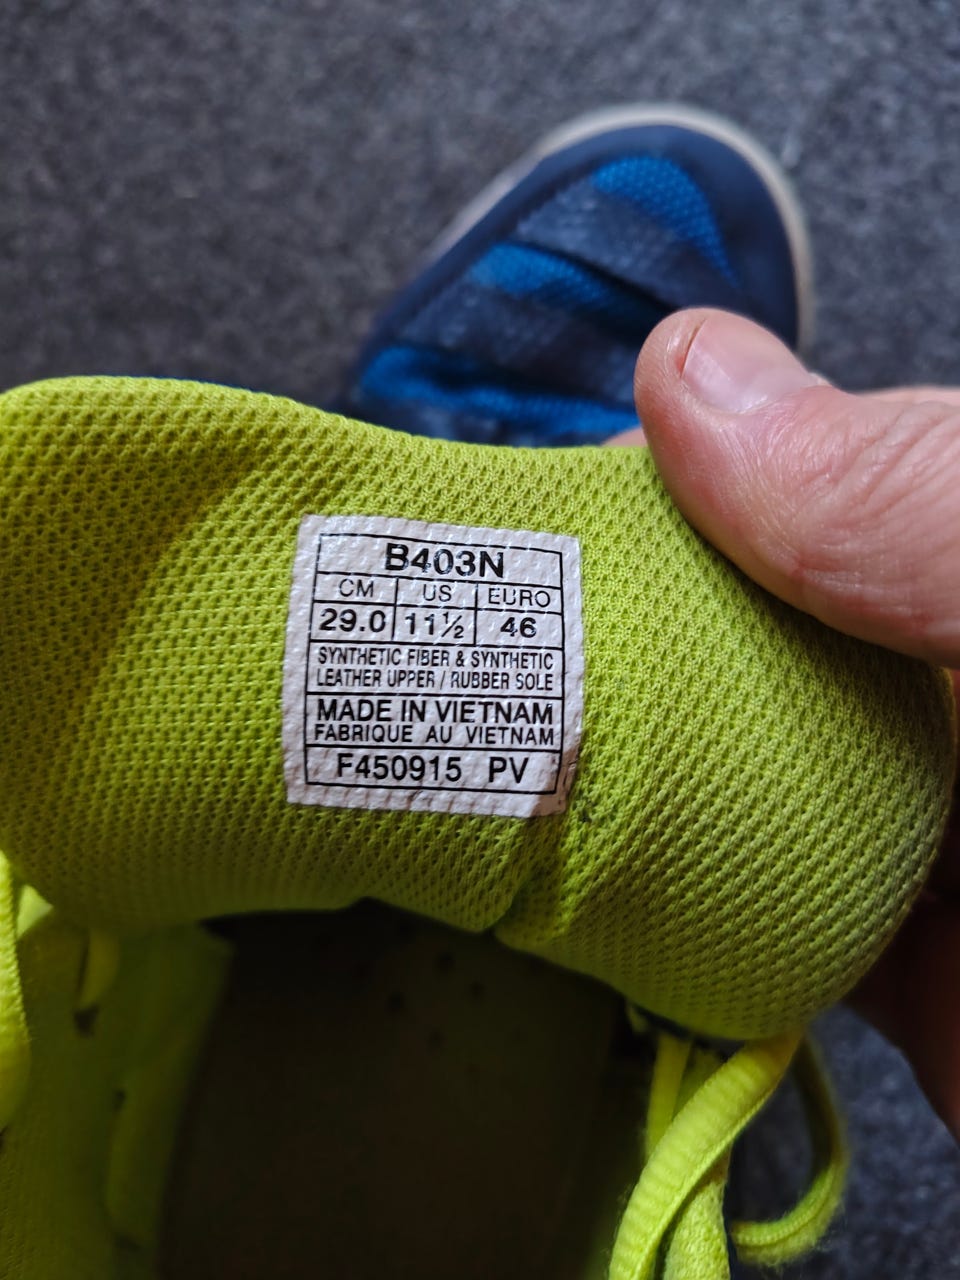 B403N
CM US EURO
29.0 11½ 46
SYNTHETIC FIBER & SYNTHETIC
LEATHER UPPER / RUBBER SOLE
MADE IN VIETNAM
FABRIQUE AU VIETNAM
F450915 PV